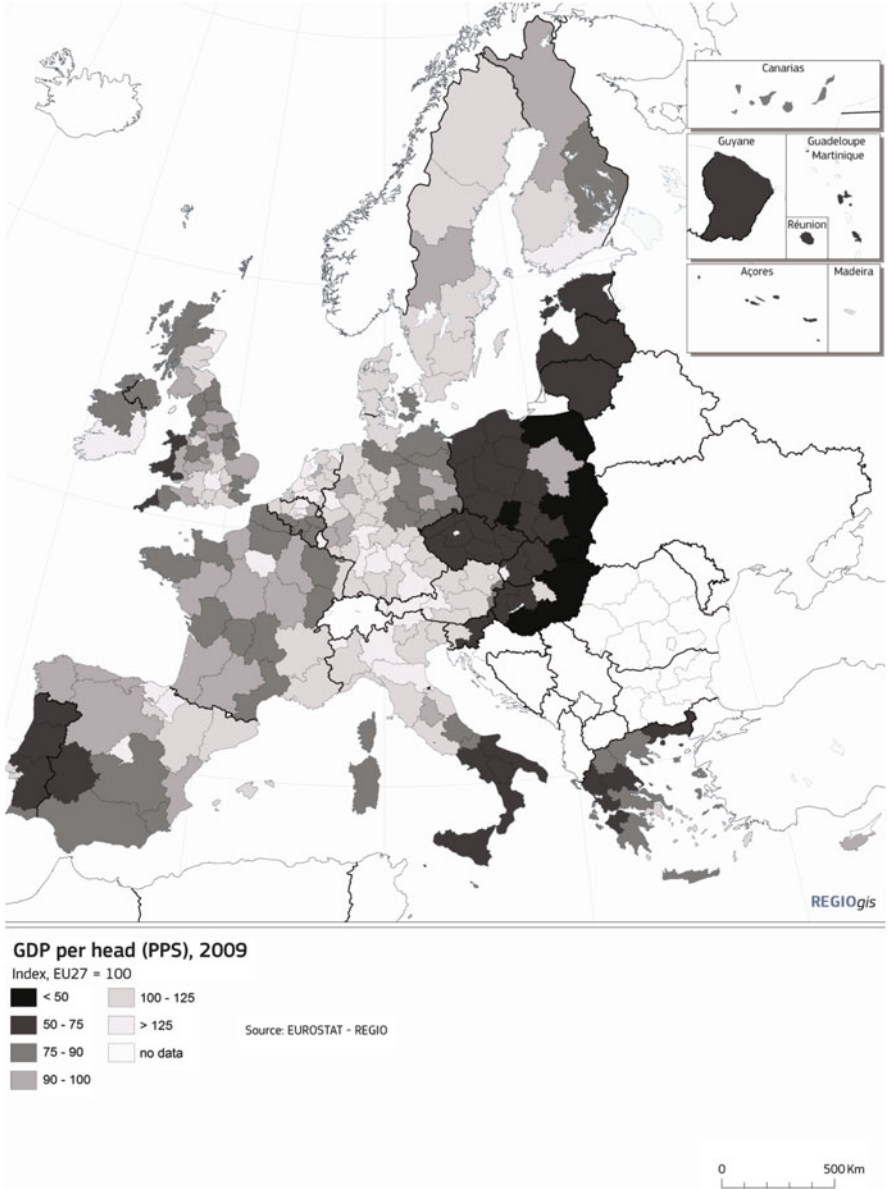 Canarias
Guyane
Guadeloupe
Martinique
Réunion
Açores
Madeira
REGIOgis
GDP per head (PPS), 2009
Index, EU27 = 100
< 50
50 - 75
75 - 90
90 - 100
100 - 125
> 125
no data
Source: EUROSTAT - REGIO
0 500 Km